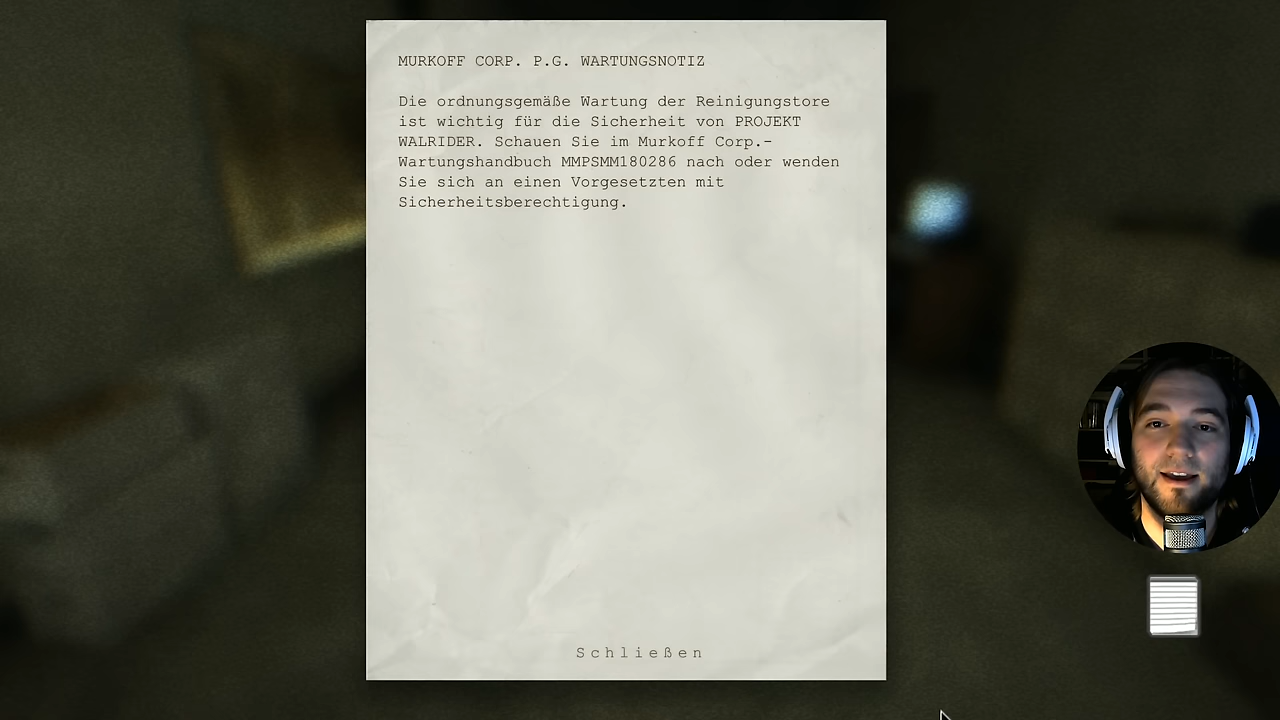 MURKOFF CORP. P.G. WARTUNGSNOTIZ
Die ordnungsgemäße Wartung der Reinigungstore
ist wichtig für die Sicherheit von PROJEKT
WALRIDER. Schauen Sie im Murkoff Corp.-
Wartungshandbuch MMPSMM180286 nach oder wenden
Sie sich an einen Vorgesetzten mit
Sicherheitsberechtigung.
Schließen